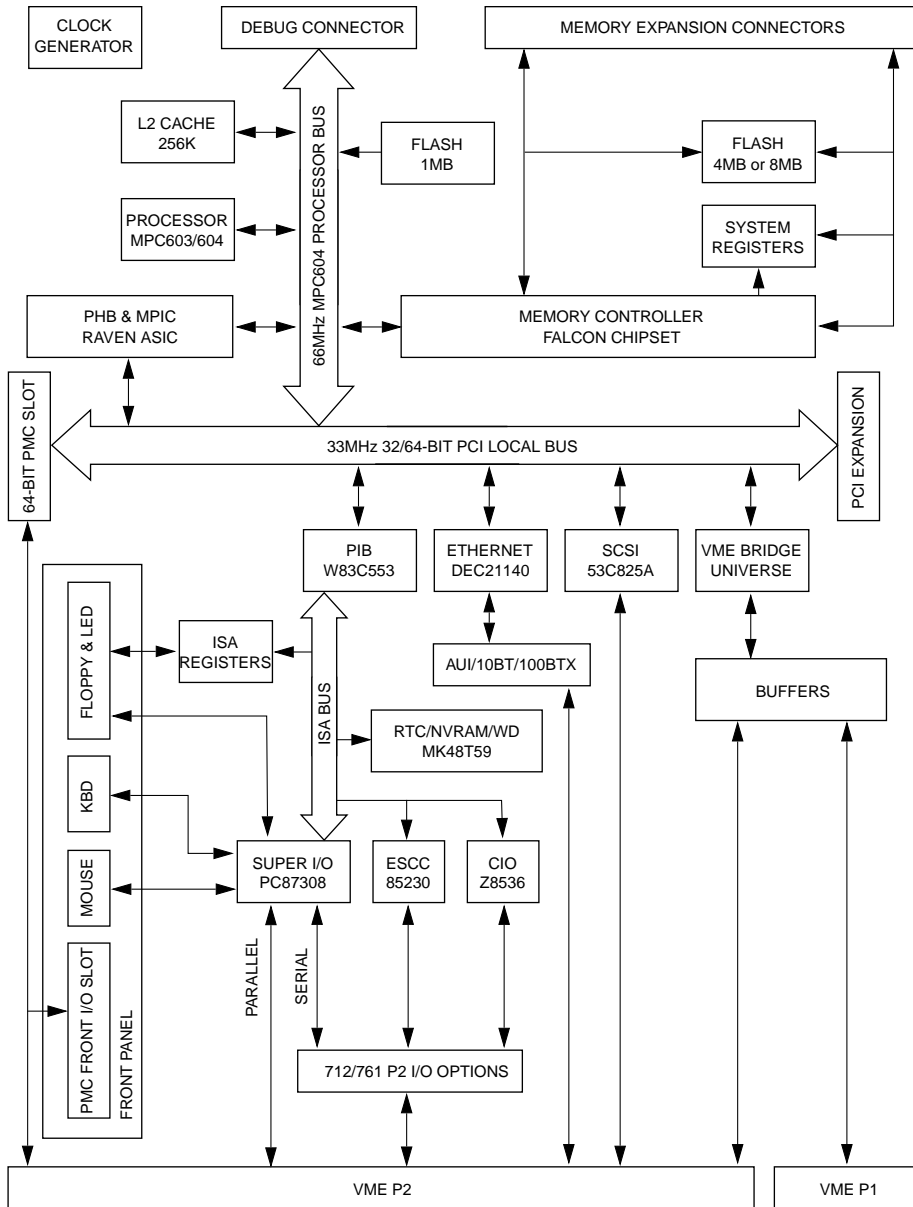 CLOCK
GENERATOR
DEBUG CONNECTOR
MEMORY EXPANSION CONNECTORS
L2 CACHE
256K
FLASH
1MB
FLASH
4MB or 8MB
PROCESSOR
MPC603/604
66MHz MPC604 PROCESSOR BUS
SYSTEM
REGISTERS
PHB & MPIC
RAVEN ASIC
MEMORY CONTROLLER
FALCON CHIPSET
64-BIT PMC SLOT
33MHz 32/64-BIT PCI LOCAL BUS
PCI EXPANSION
PIB
W83C553
ETHERNET
DEC21140
SCSI
53C825A
VME BRIDGE
UNIVERSE
FLOPPY & LED
ISA
REGISTERS
ISA BUS
AUI/10BT/100BTX
BUFFERS
RTC/NVRAM/WD
MK48T59
KBD
MOUSE
SUPER I/O
PC87308
ESCC
85230
CIO
Z8536
PARALLEL
SERIAL
PMC FRONT I/O SLOT
FRONT PANEL
712/761 P2 I/O OPTIONS
VME P2
VME P1